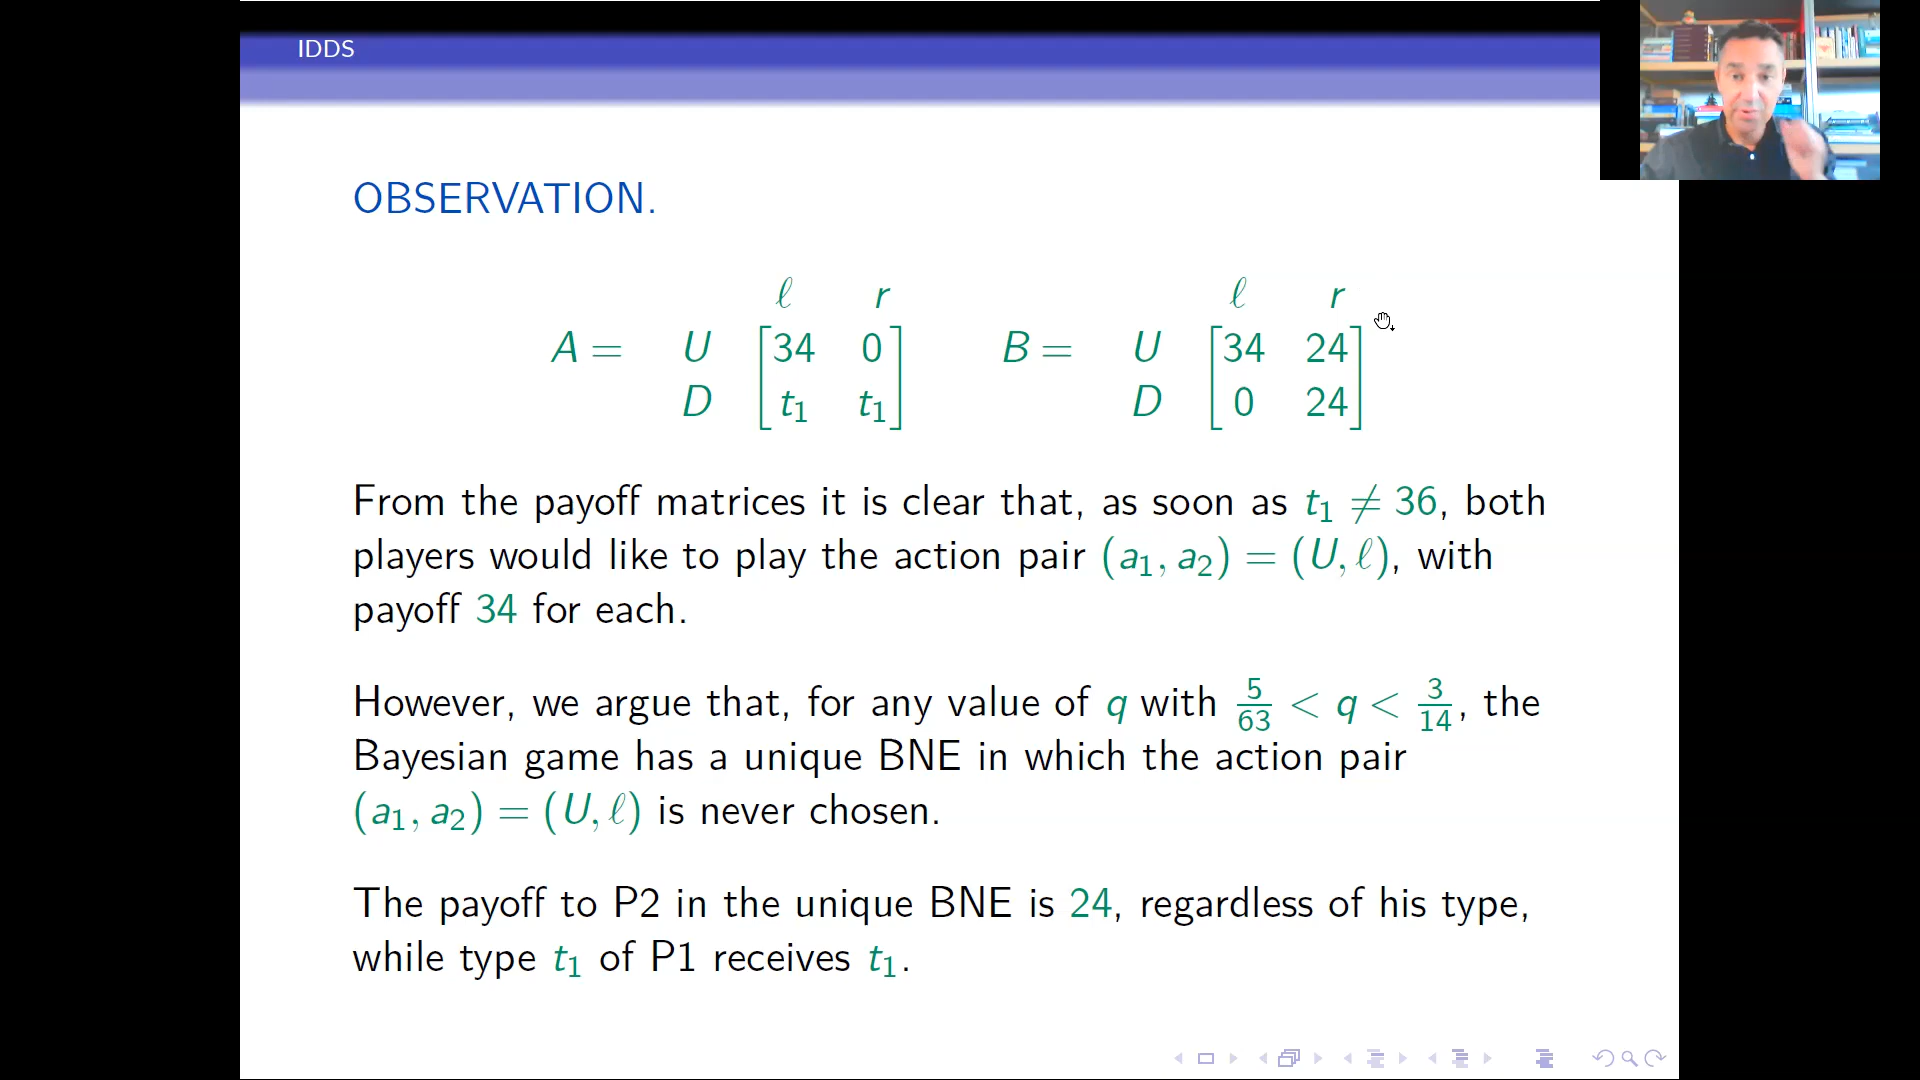 IDDS
OBSERVATION.
ℓ r ℓ r
A = U [34 0] B = U [34 24]
D [t₁ t₁] D [0 24]
From the payoff matrices it is clear that, as soon as t₁ ≠ 36, both
players would like to play the action pair (a₁, a₂) = (U, ℓ), with
payoff 34 for each.
However, we argue that, for any value of q with 5/63 < q < 3/14, the
Bayesian game has a unique BNE in which the action pair
(a₁, a₂) = (U, ℓ) is never chosen.
The payoff to P2 in the unique BNE is 24, regardless of his type,
while type t₁ of P1 receives t₁.